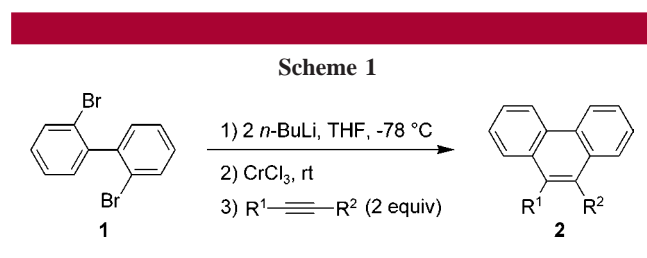 Scheme 1
Br
Br
1
1) 2 n-BuLi, THF, -78 °C
2) CrCl₃, rt
3) R¹ R² (2 equiv)
R¹ R²
2